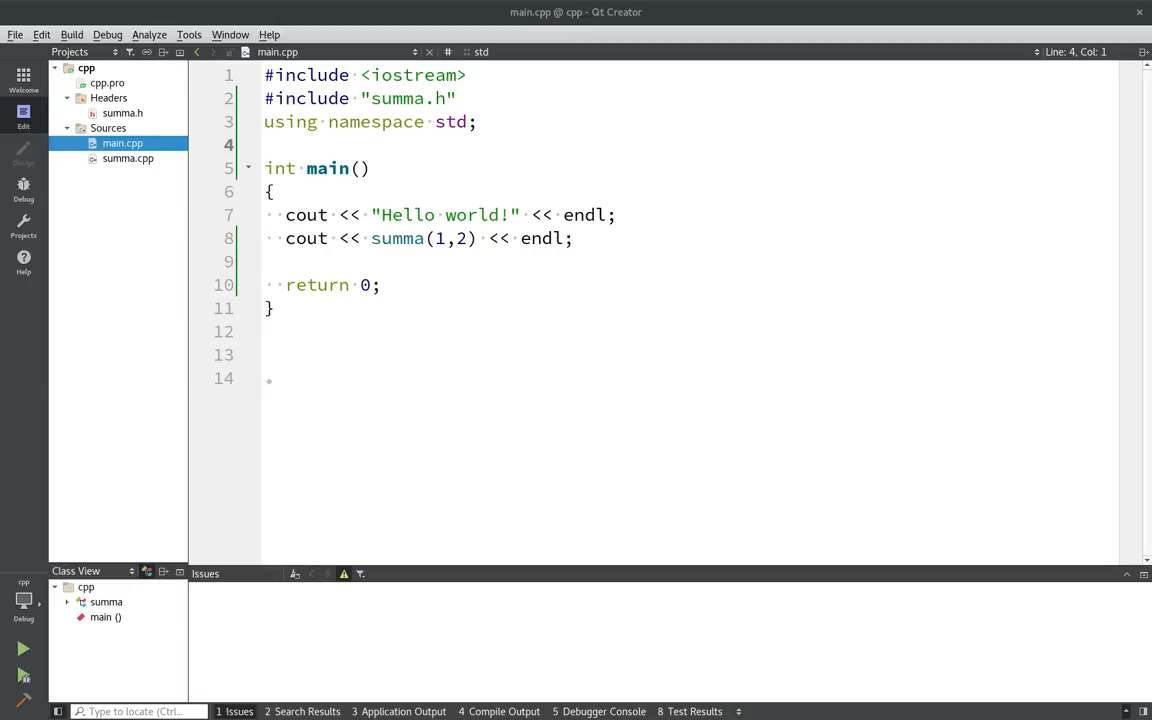 main.cpp @ cpp - Qt Creator
File Edit Build Debug Analyze Tools Window Help
Projects main.cpp # std Line: 4, Col: 1
Welcome
Edit
Design
Debug
Projects
Help
cpp
cpp.pro
Headers
summa.h
Sources
main.cpp
summa.cpp
1 #include <iostream>
2 #include "summa.h"
3 using namespace std;
4
5 int main()
6 {
7 cout << "Hello world!" << endl;
8 cout << summa(1,2) << endl;
9
10 return 0;
11 }
12
13
14
Class View
cpp
summa
main ()
Issues
cpp
Debug
Type to locate (Ctrl... 1 Issues 2 Search Results 3 Application Output 4 Compile Output 5 Debugger Console 8 Test Results